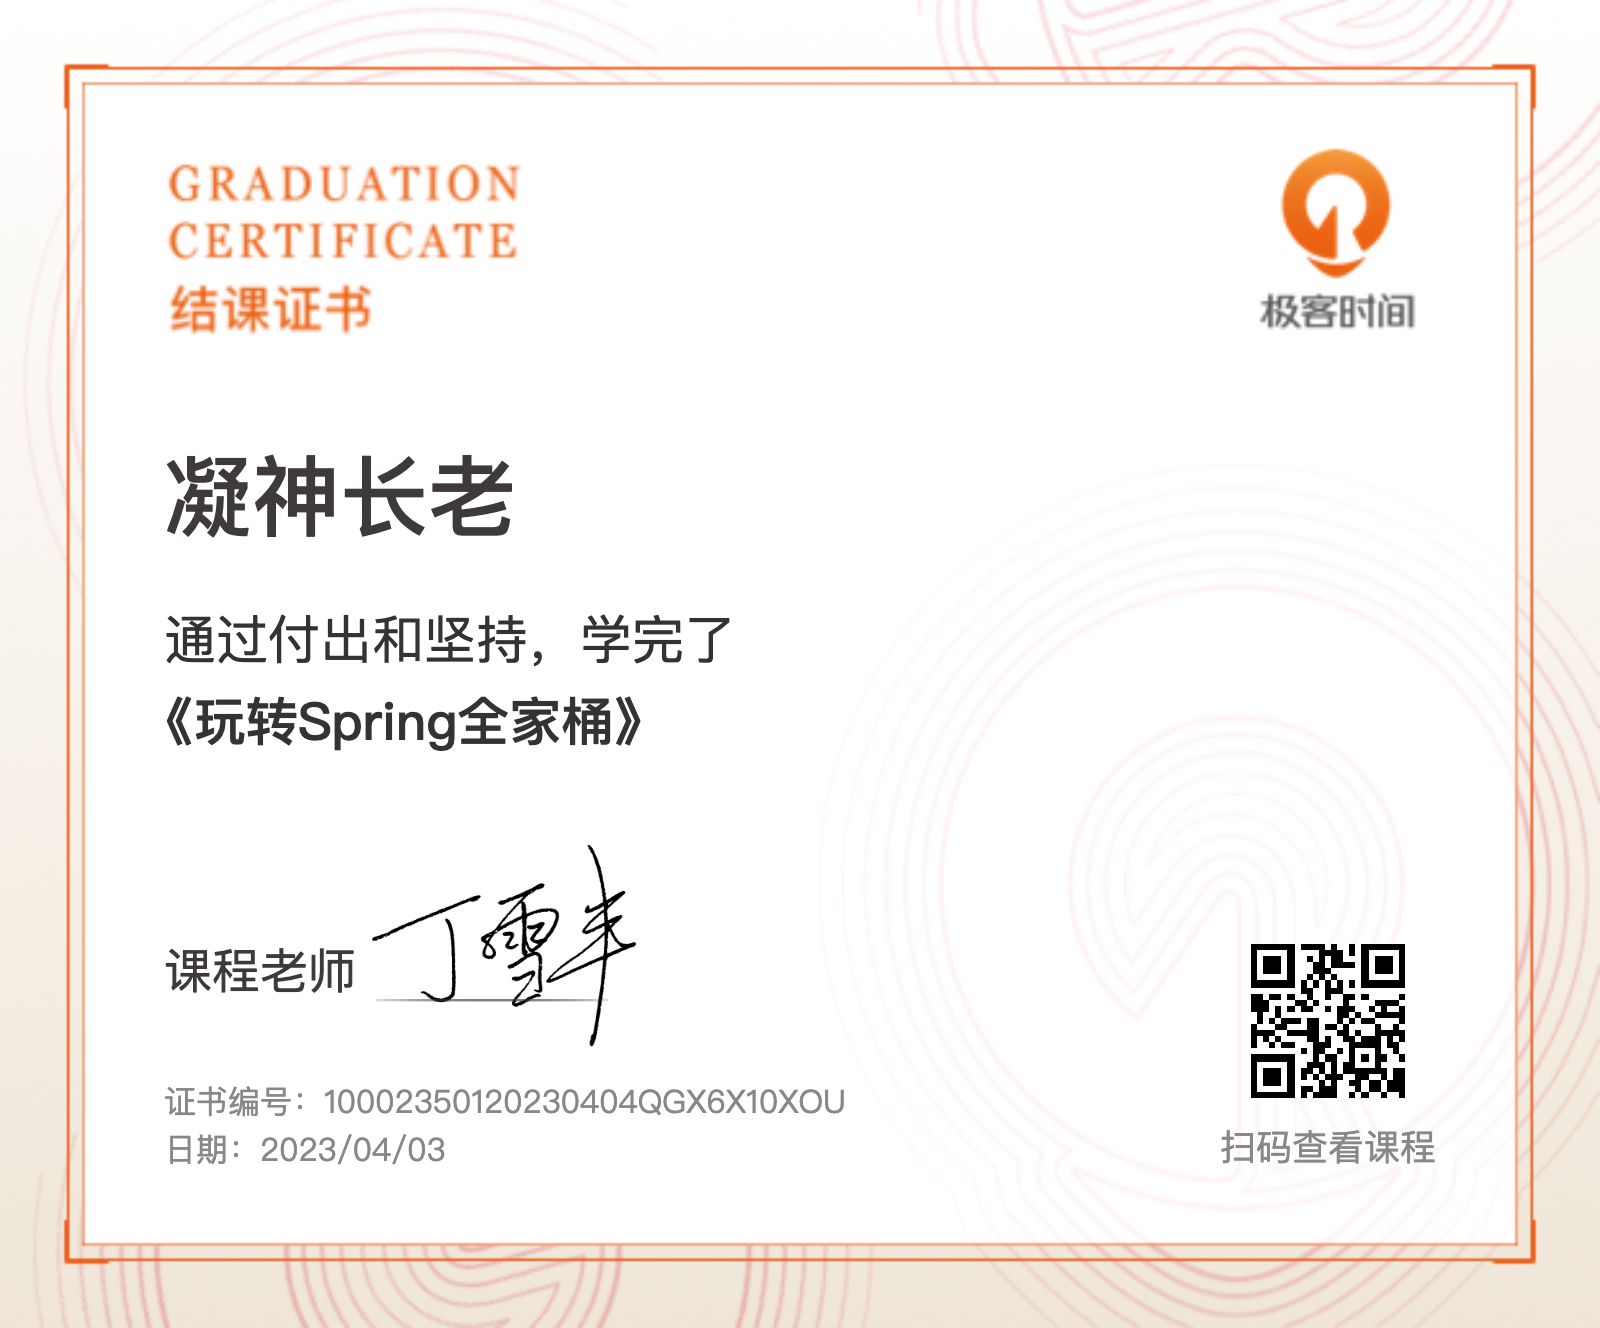 GRADUATION
CERTIFICATE
结课证书
极客时间
凝神长老
通过付出和坚持，学完了
《玩转Spring全家桶》
课程老师 丁雪丰
证书编号：10002350120230404QGX6X10XOU
日期：2023/04/03
扫码查看课程